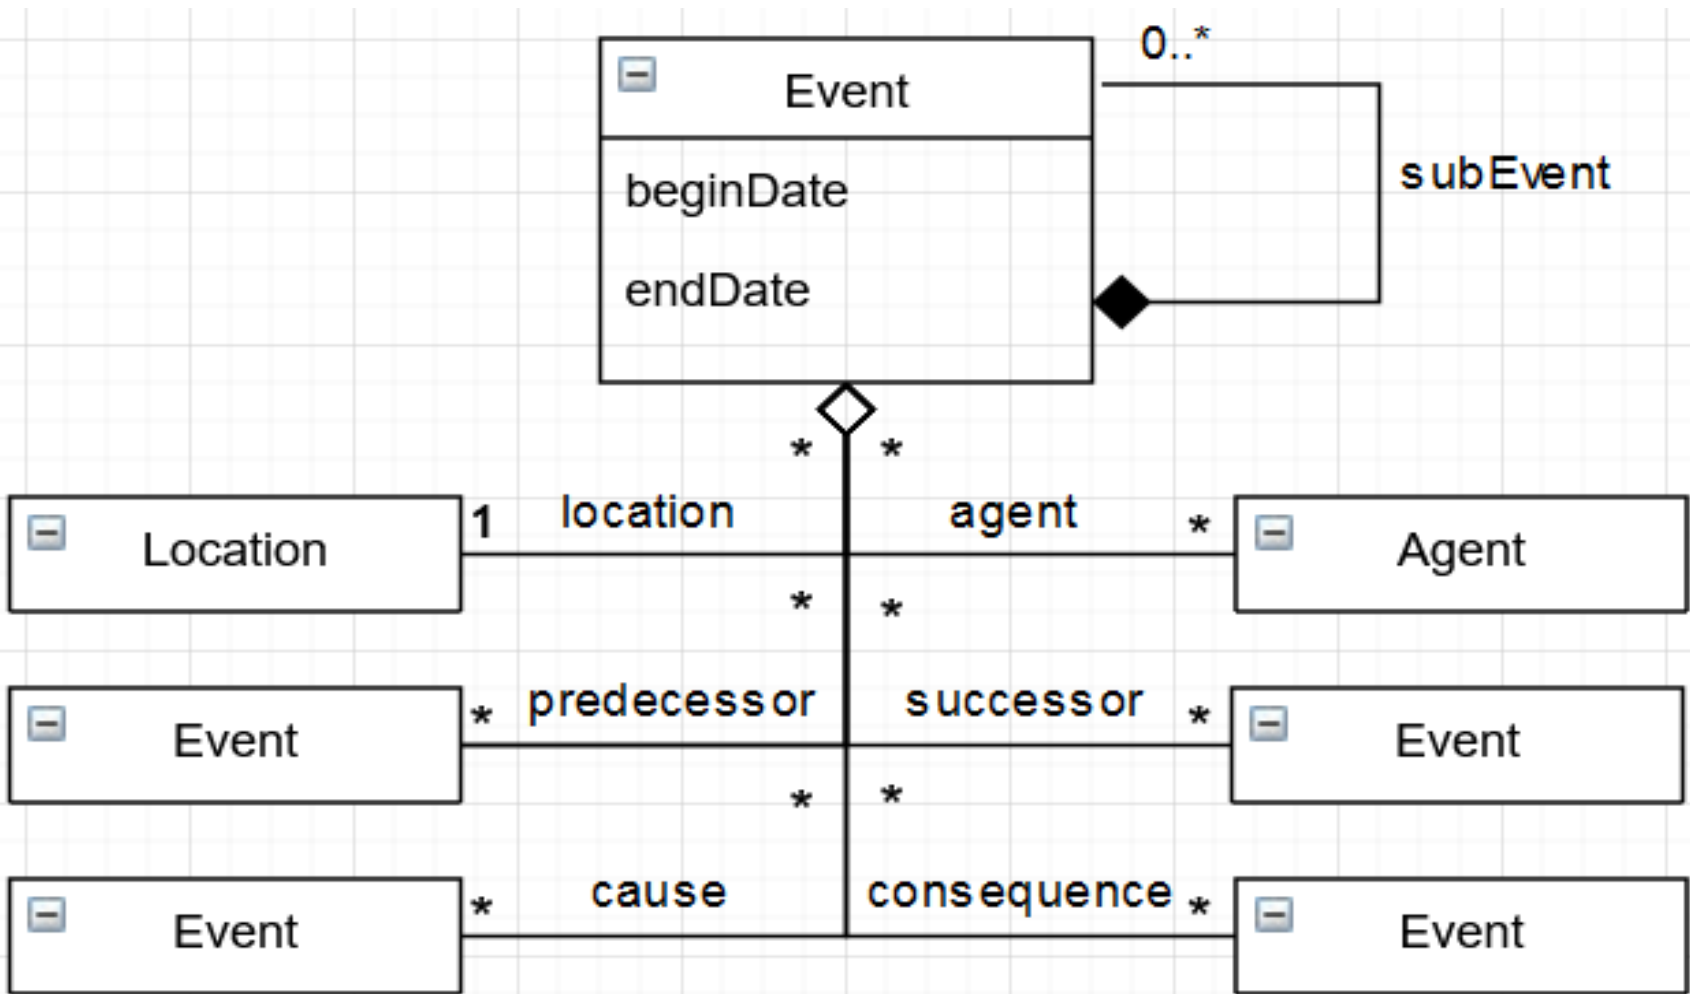 0..*
Event
subEvent
beginDate
endDate
* *
1 location agent *
Location Agent
* *
* predecessor successor *
Event Event
* *
* cause consequence *
Event Event